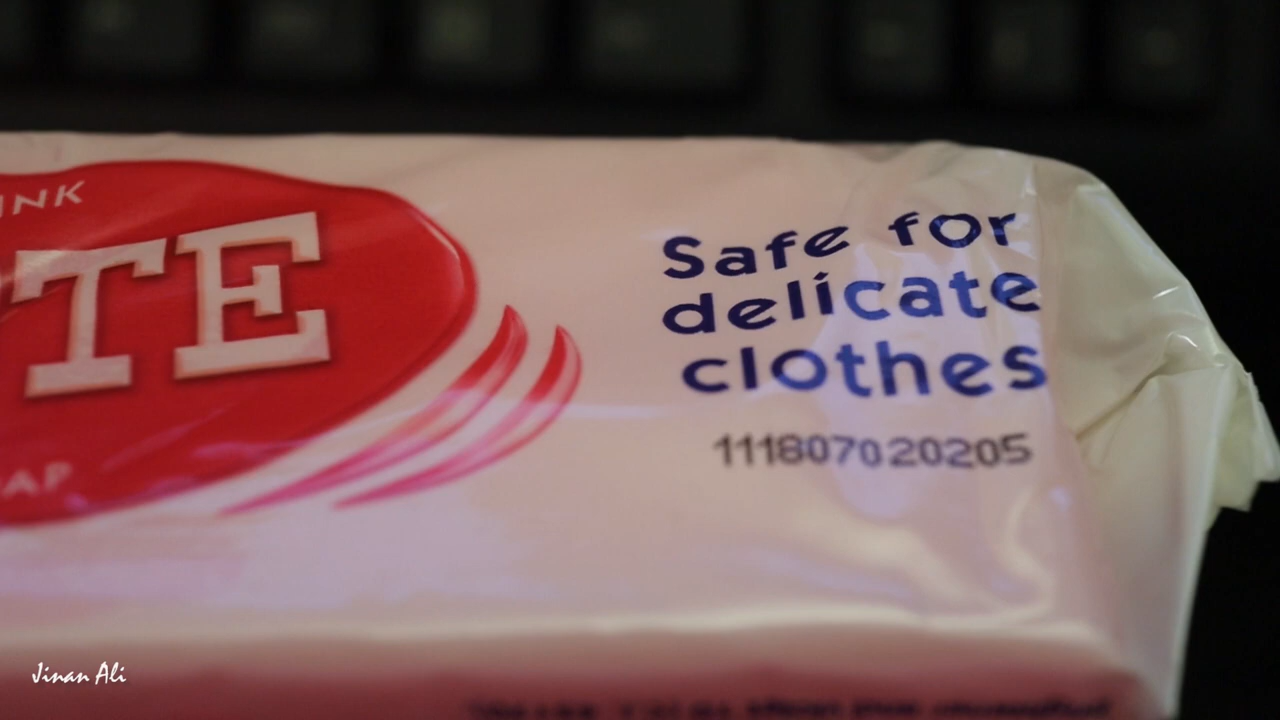 INK
TE
AP
Safe for
delicate
clothes
111807020205
Jinan Ali